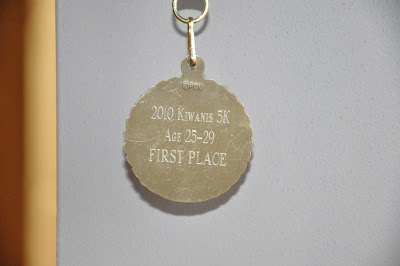 2010 KIWANIS 5K
AGE 25-29
FIRST PLACE